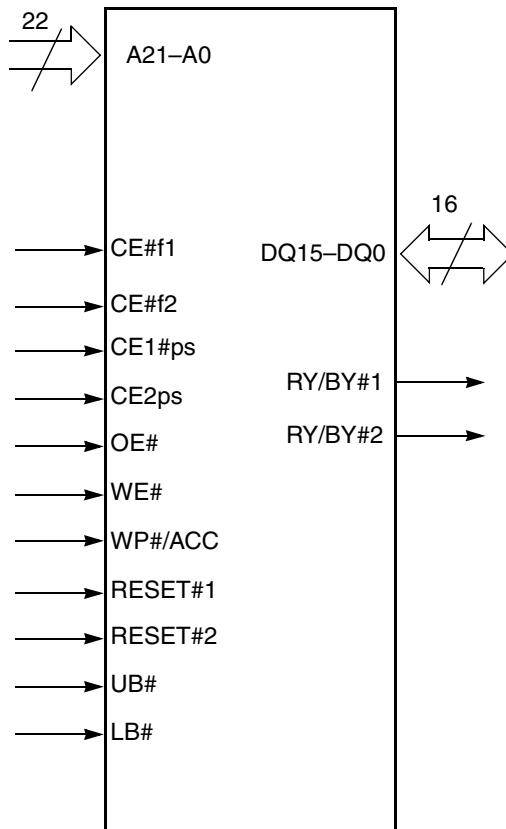 22
A21–A0
16
CE#f1
DQ15–DQ0
CE#f2
CE1#ps
RY/BY#1
CE2ps
RY/BY#2
OE#
WE#
WP#/ACC
RESET#1
RESET#2
UB#
LB#